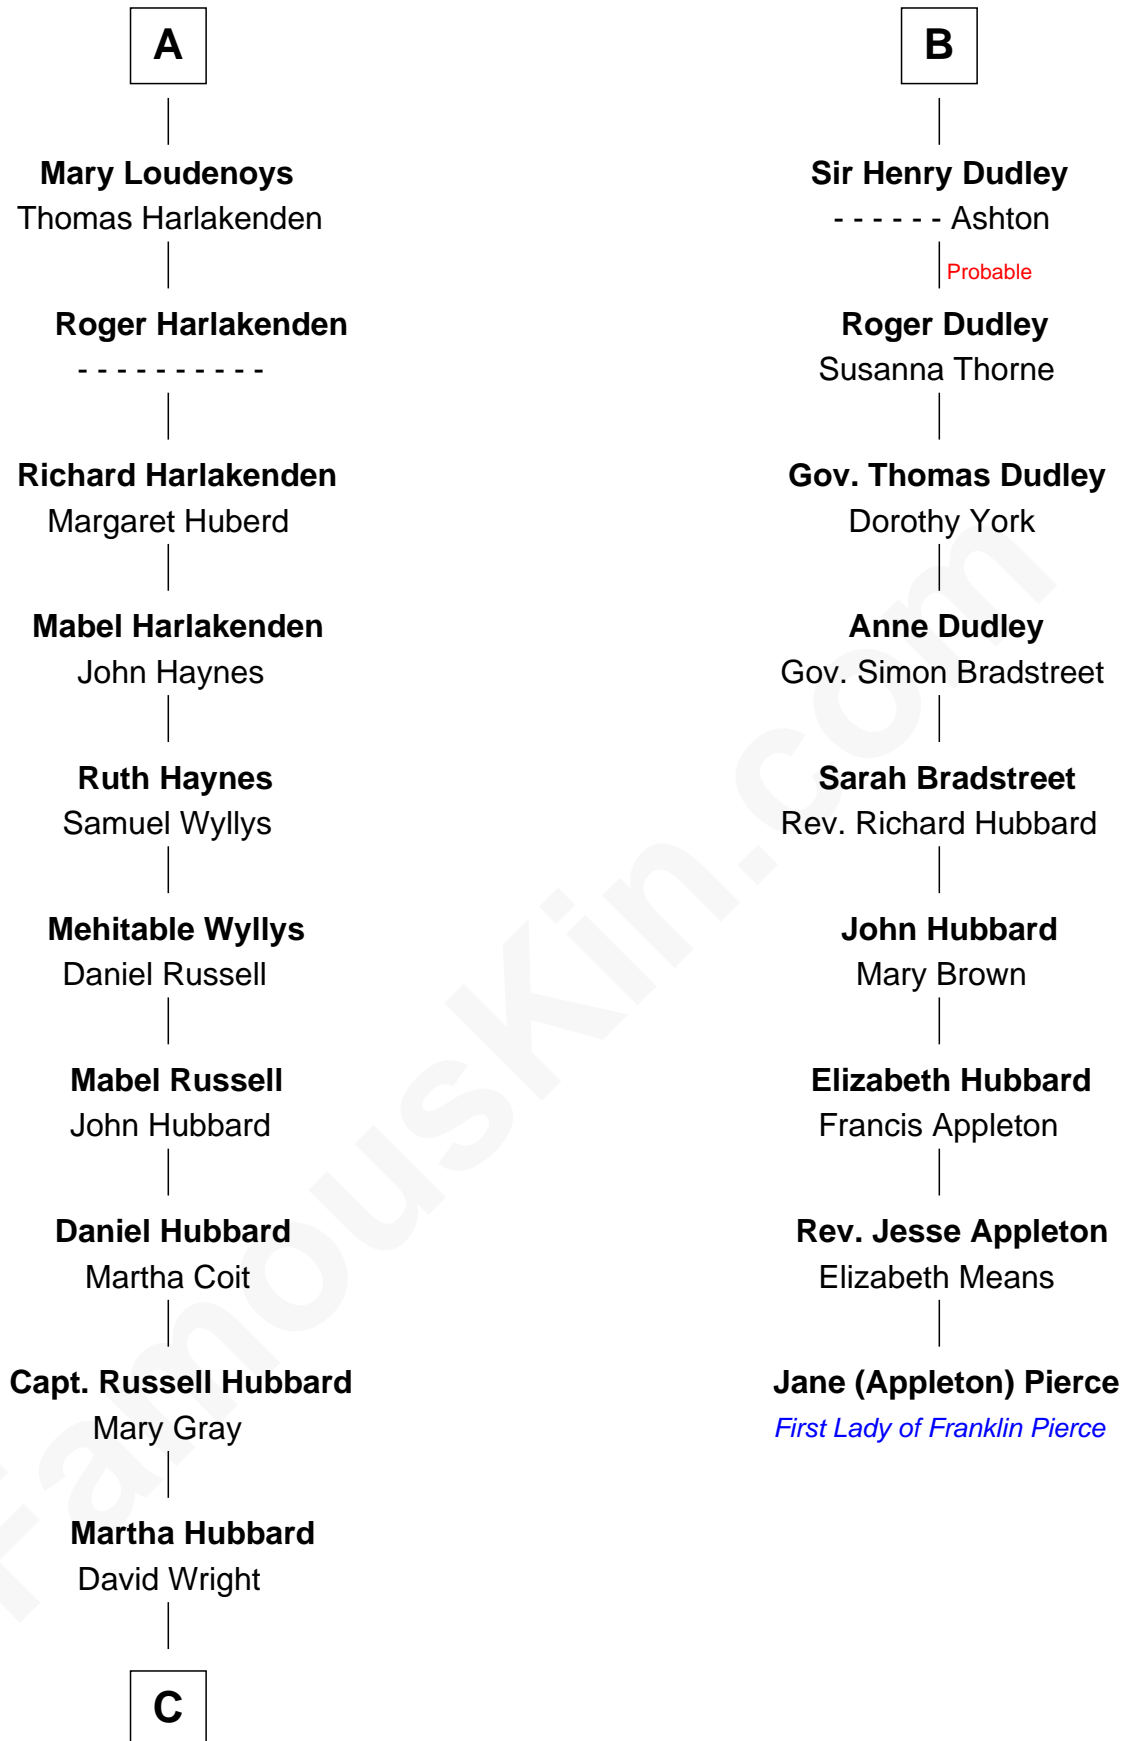 A
Mary Loudenoys
Thomas Harlakenden
Roger Harlakenden
- - - - - - - - - -
Richard Harlakenden
Margaret Huberd
Mabel Harlakenden
John Haynes
Ruth Haynes
Samuel Wyllys
Mehitable Wyllys
Daniel Russell
Mabel Russell
John Hubbard
Daniel Hubbard
Martha Coit
Capt. Russell Hubbard
Mary Gray
Martha Hubbard
David Wright
C
B
Sir Henry Dudley
- - - - - - Ashton
Probable
Roger Dudley
Susanna Thorne
Gov. Thomas Dudley
Dorothy York
Anne Dudley
Gov. Simon Bradstreet
Sarah Bradstreet
Rev. Richard Hubbard
John Hubbard
Mary Brown
Elizabeth Hubbard
Francis Appleton
Rev. Jesse Appleton
Elizabeth Means
Jane (Appleton) Pierce
First Lady of Franklin Pierce
FamousKin.com